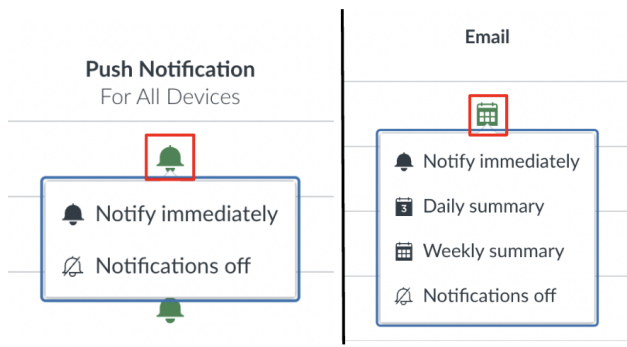 Push Notification
For All Devices
Notify immediately
Notifications off
Email
Notify immediately
3 Daily summary
Weekly summary
Notifications off